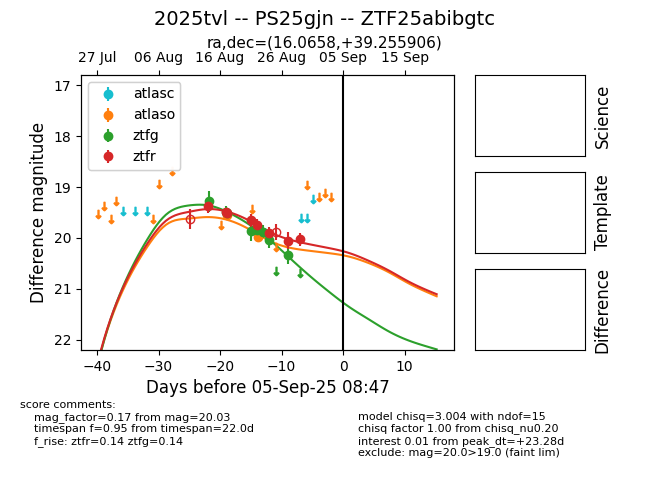 2025tvl -- PS25gjn -- ZTF25abibgtc
ra,dec=(16.0658,+39.255906)
27 Jul 06 Aug 16 Aug 26 Aug 05 Sep 15 Sep
atlasc
atlaso
ztfg
ztfr
17
18
19
20
21
22
Difference magnitude
−40 −30 −20 −10 0 10
Days before 05-Sep-25 08:47
Science
Template
Difference
score comments:
mag_factor=0.17 from mag=20.03
timespan f=0.95 from timespan=22.0d
f_rise: ztfr=0.14 ztfg=0.14
model chisq=3.004 with ndof=15
chisq factor 1.00 from chisq_nu0.20
interest 0.01 from peak_dt=+23.28d
exclude: mag=20.0>19.0 (faint lim)